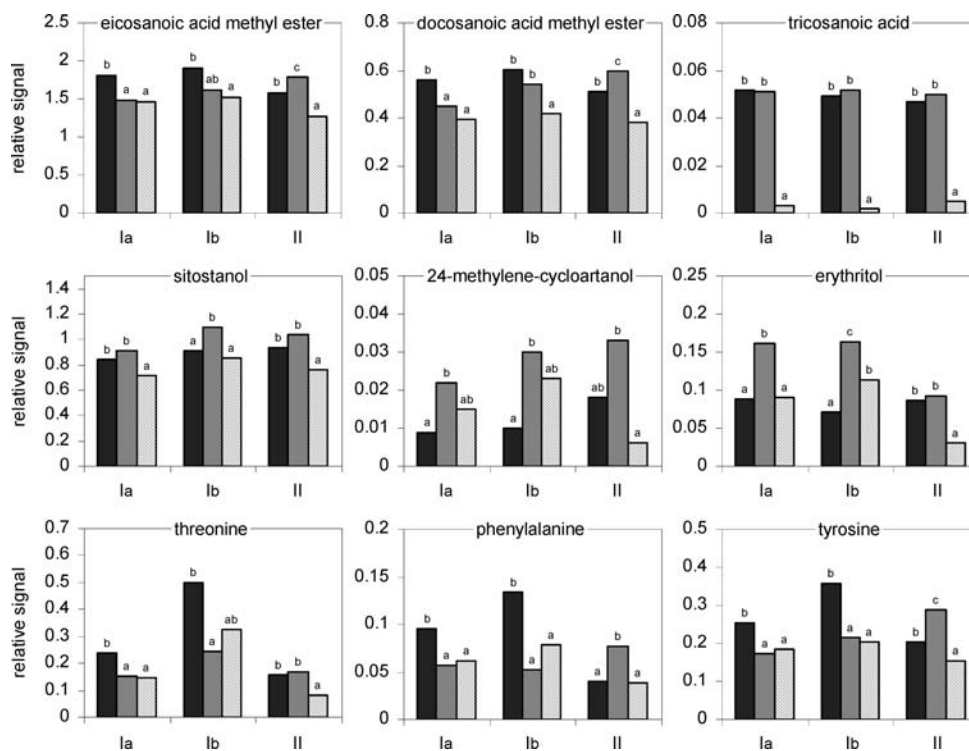 eicosanoic acid methyl ester
docosanoic acid methyl ester
tricosanoic acid
relative signal
2.5
2
1.5
1
0.5
0
b a a
b ab a
b c a
Ia Ib II
0.8
0.6
0.4
0.2
0
b a a
b b a
b c a
Ia Ib II
0.08
0.06
0.04
0.02
0
b b a
b b a
b b a
Ia Ib II
sitostanol
24-methylene-cycloartanol
erythritol
relative signal
1.4
1.2
1
0.8
0.6
0.4
0.2
0
b b a
a b a
b b a
Ia Ib II
0.05
0.04
0.03
0.02
0.01
0
a b ab
a b ab
ab b a
Ia Ib II
0.25
0.2
0.15
0.1
0.05
0
a b a
a c b
b b a
Ia Ib II
threonine
phenylalanine
tyrosine
relative signal
0.7
0.6
0.5
0.4
0.3
0.2
0.1
0
b a a
b a ab
b b a
Ia Ib II
0.2
0.15
0.1
0.05
0
b a a
b a a
a b a
Ia Ib II
0.5
0.4
0.3
0.2
0.1
0
b a a
b a a
b c a
Ia Ib II